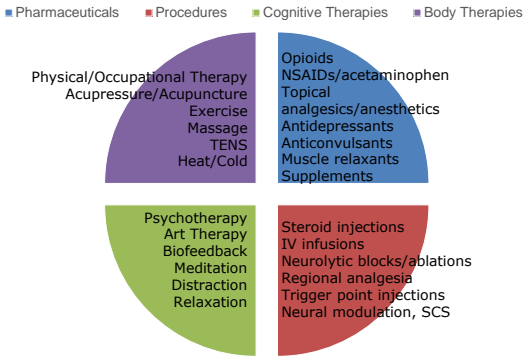 Pharmaceuticals Procedures Cognitive Therapies Body Therapies
Physical/Occupational Therapy
Acupressure/Acupuncture
Exercise
Massage
TENS
Heat/Cold
Opioids
NSAIDs/acetaminophen
Topical
analgesics/anesthetics
Antidepressants
Anticonvulsants
Muscle relaxants
Supplements
Psychotherapy
Art Therapy
Biofeedback
Meditation
Distraction
Relaxation
Steroid injections
IV infusions
Neurolytic blocks/ablations
Regional analgesia
Trigger point injections
Neural modulation, SCS